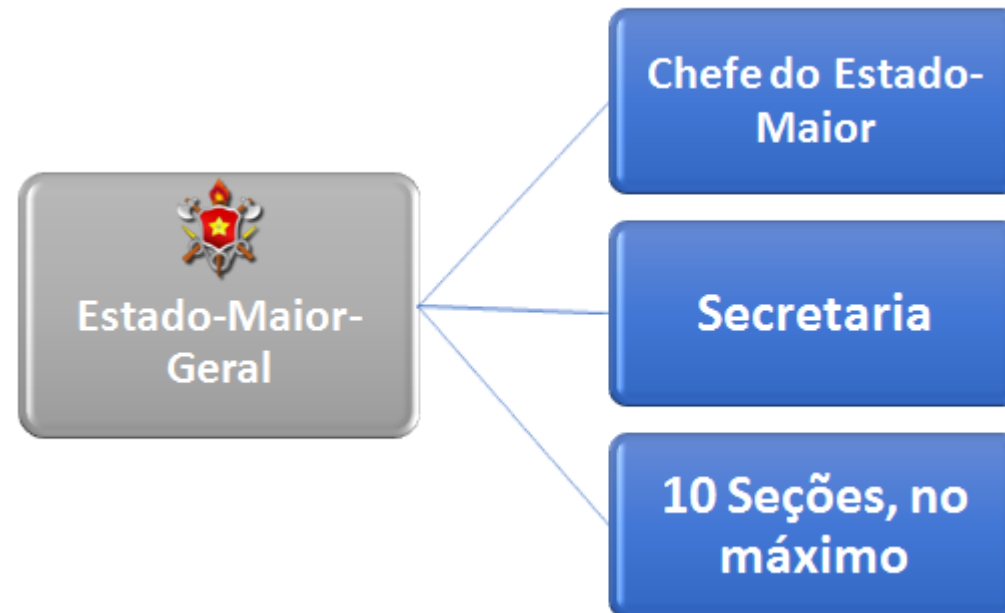 Estado-Maior-
Geral
Chefe do Estado-
Maior
Secretaria
10 Seções, no
máximo